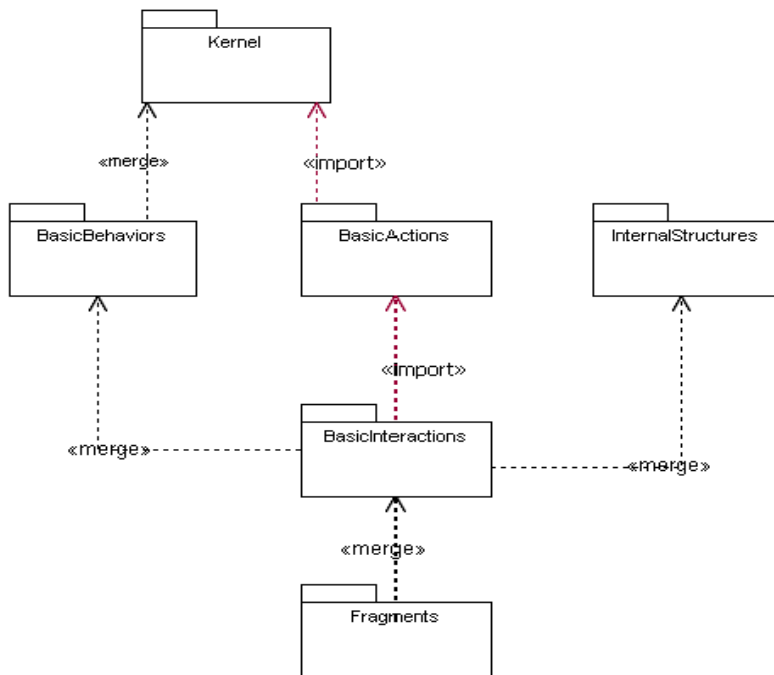 Kernel
«merge»
«import»
BasicBehaviors
BasicActions
InternalStructures
«import»
BasicInteractions
«merge»
«merge»
«merge»
Fragments